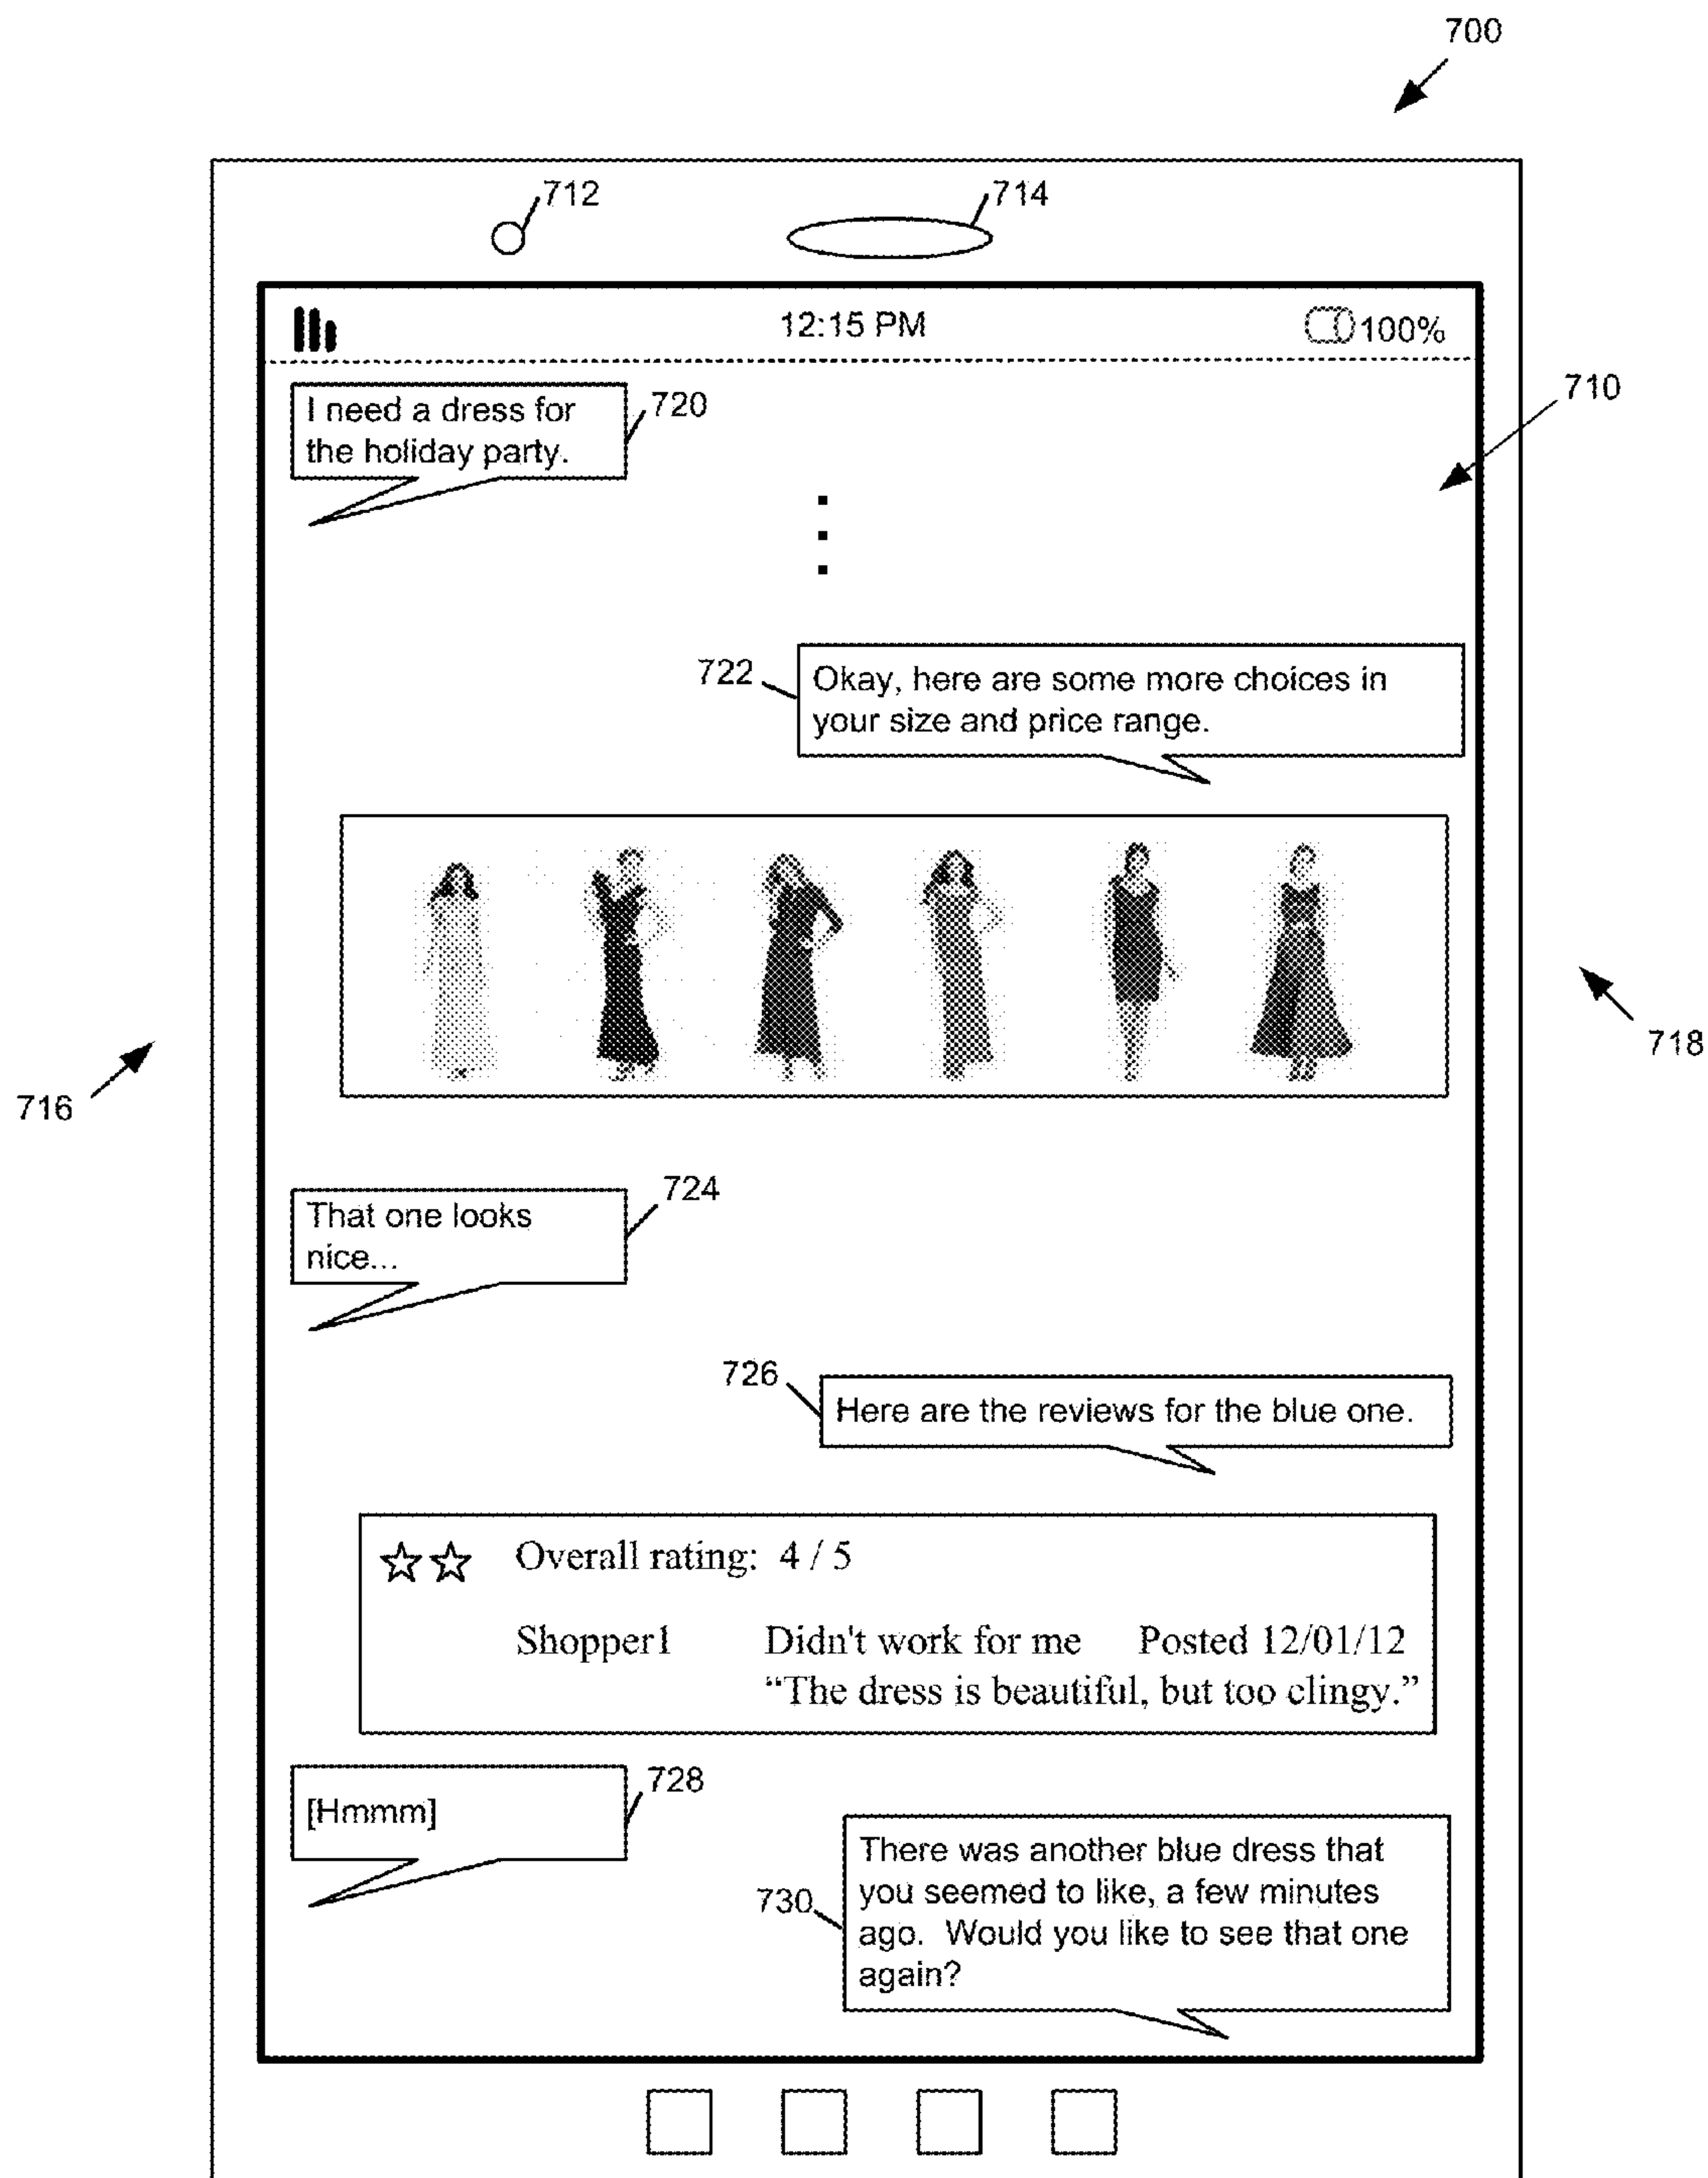 700
712
714
12:15 PM
100%
710
I need a dress for
the holiday party.
720
722
Okay, here are some more choices in
your size and price range.
718
716
That one looks
nice...
724
726
Here are the reviews for the blue one.
Overall rating: 4 / 5
Shopper1 Didn't work for me Posted 12/01/12
“The dress is beautiful, but too clingy.”
[Hmmm]
728
730
There was another blue dress that
you seemed to like, a few minutes
ago. Would you like to see that one
again?